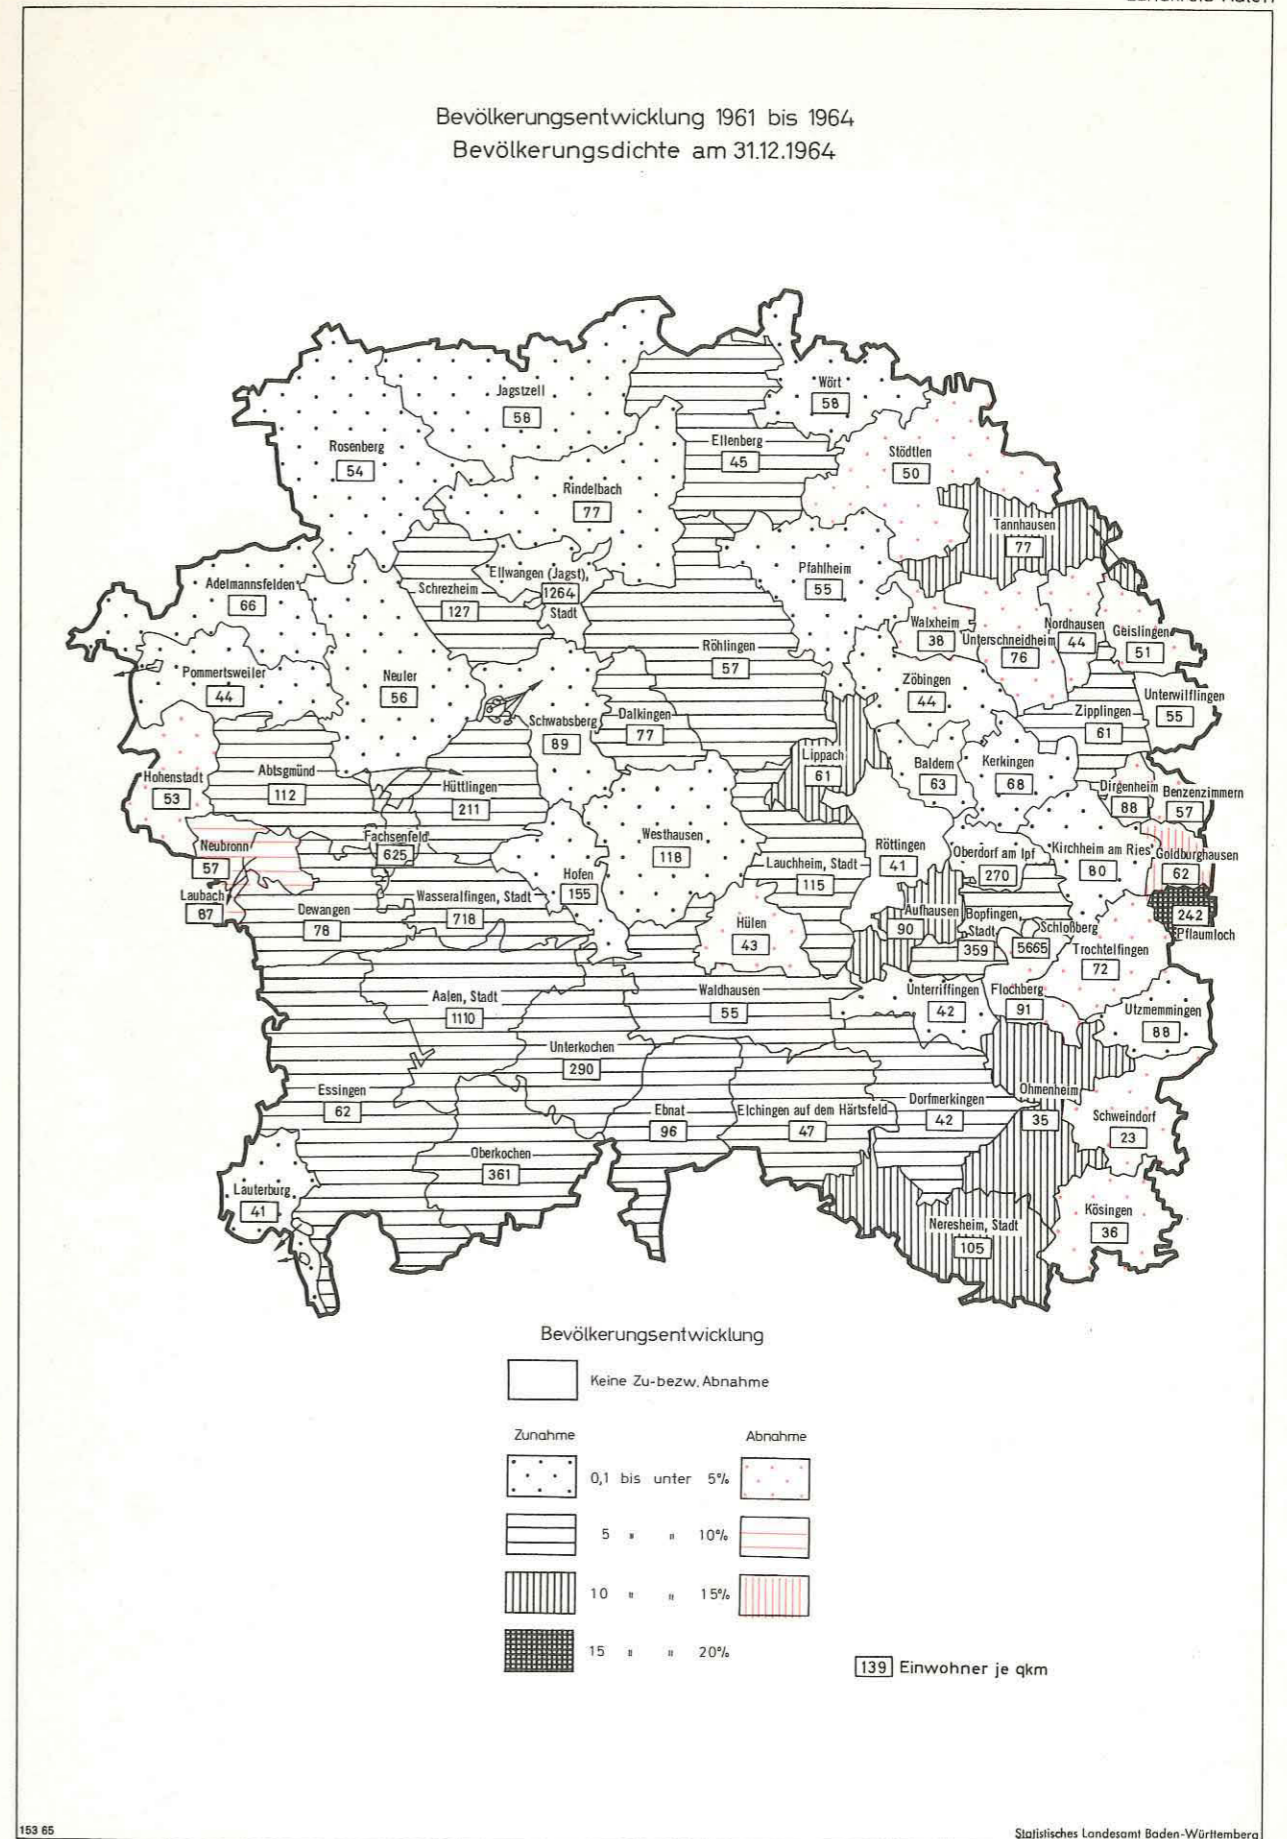 Bevölkerungsentwicklung 1961 bis 1964
Bevölkerungsdichte am 31.12.1964
Jagstzell
58
Wört
58
Rosenberg
54
Ellenberg
45
Stödtlen
50
Rindelbach
77
Tannhausen
77
Adelmannsfelden
66
Schrezheim
127
Ellwangen (Jagst),
1264
Stadt
Pfahlheim
55
Walxheim
38
Unterschneidheim
76
Nordhausen
44
Geislingen
51
Pommertsweiler
44
Neuler
56
Röhlingen
57
Zöbingen
44
Unterwilflingen
55
Schwabsberg
89
Dalkingen
77
Zipplingen
61
Hohenstadt
53
Abtsgmünd
112
Hüttlingen
211
Lippach
61
Baldern
63
Kerkingen
68
Dirgenheim
88
Benzenzimmern
57
Neubronn
57
Fachsenfeld
625
Westhausen
118
Lauchheim, Stadt
115
Röttingen
41
Oberdorf am Ipf
270
Kirchheim am Ries
80
Goldburghausen
62
Laubach
87
Dewangen
78
Wasseralfingen, Stadt
718
Hofen
155
Hülen
43
Aufhausen
90
Bopfingen,
Stadt
359
Schloßberg
5665
Trochtelfingen
72
242
Pflaumloch
Aalen, Stadt
1110
Waldhausen
55
Unterriffingen
42
Flochberg
91
Utzmemmingen
88
Unterkochen
290
Essingen
62
Ebnat
96
Elchingen auf dem Härtsfeld
47
Dorfmerkingen
42
Ohmenheim
35
Schweindorf
23
Oberkochen
361
Lauterburg
41
Neresheim, Stadt
105
Kösingen
36
Bevölkerungsentwicklung
Keine Zu-bezw. Abnahme
Zunahme Abnahme
0,1 bis unter 5%
5 " " 10%
10 " " 15%
15 " " 20%
139 Einwohner je qkm
153 65
Statistisches Landesamt Baden-Württemberg